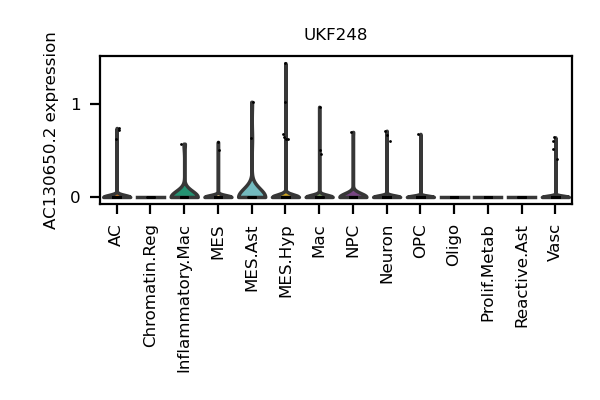 UKF248
AC130650.2 expression
1
0
AC
Chromatin.Reg
Inflammatory.Mac
MES
MES.Ast
MES.Hyp
Mac
NPC
Neuron
OPC
Oligo
Prolif.Metab
Reactive.Ast
Vasc